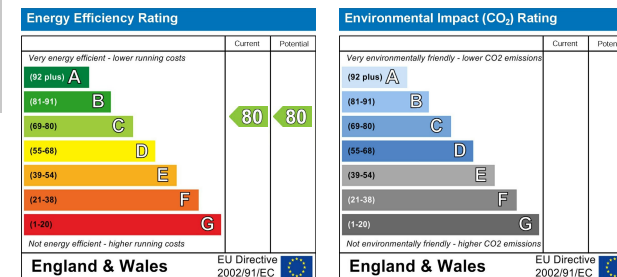 Energy Efficiency Rating
Current Potential
Very energy efficient - lower running costs
(92 plus) A
(81-91) B
(69-80) C
(55-68) D
(39-54) E
(21-38) F
(1-20) G
80 80
Not energy efficient - higher running costs
England & Wales
EU Directive
2002/91/EC
Environmental Impact (CO2) Rating
Current Poten
Very environmentally friendly - lower CO2 emissions
(92 plus) A
(81-91) B
(69-80) C
(55-68) D
(39-54) E
(21-38) F
(1-20) G
Not environmentally friendly - higher CO2 emissions
England & Wales
EU Directive
2002/91/EC